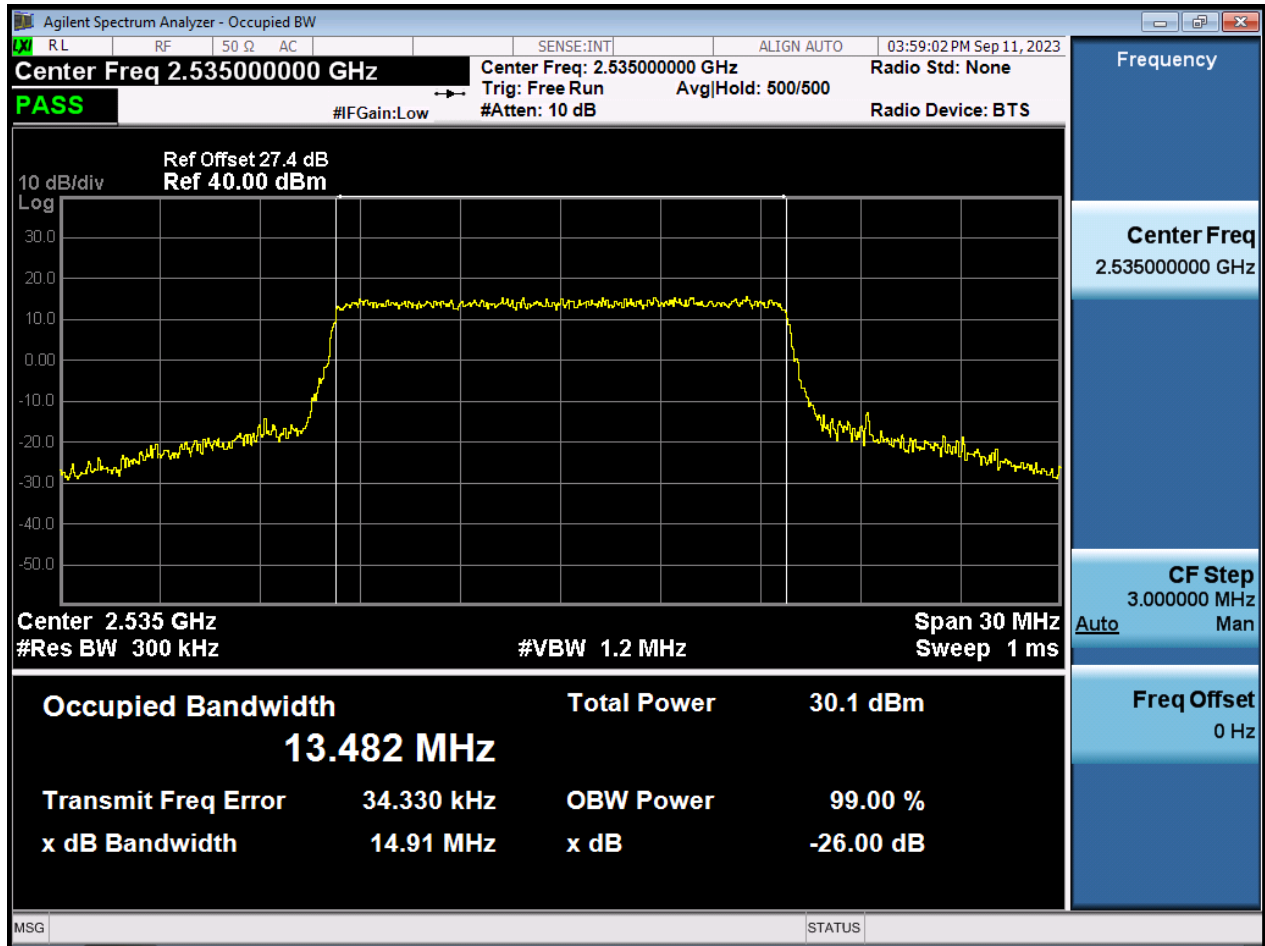 Agilent Spectrum Analyzer - Occupied BW
LXI RL RF 50 Ω AC SENSE:INT ALIGN AUTO 03:59:02 PM Sep 11, 2023
Center Freq 2.535000000 GHz
Center Freq: 2.535000000 GHz Radio Std: None
Trig: Free Run Avg|Hold: 500/500
PASS
#IFGain:Low #Atten: 10 dB Radio Device: BTS
Frequency
Ref Offset 27.4 dB
10 dB/div Ref 40.00 dBm
Log
30.0
20.0
10.0
0.00
-10.0
-20.0
-30.0
-40.0
-50.0
Center 2.535 GHz Span 30 MHz
#Res BW 300 kHz #VBW 1.2 MHz Sweep 1 ms
Center Freq
2.535000000 GHz
CF Step
3.000000 MHz
Auto Man
Freq Offset
0 Hz
Occupied Bandwidth Total Power 30.1 dBm
13.482 MHz
Transmit Freq Error 34.330 kHz OBW Power 99.00 %
x dB Bandwidth 14.91 MHz x dB -26.00 dB
MSG STATUS